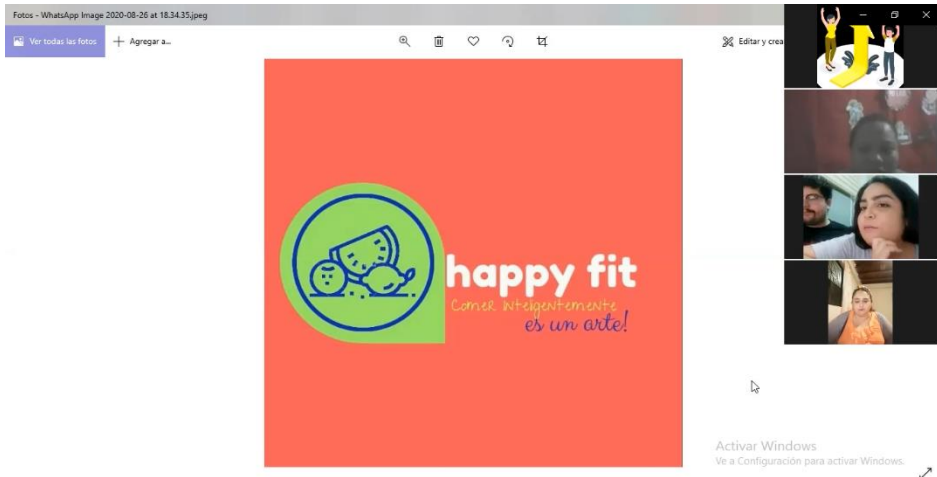 Fotos - WhatsApp Image 2020-08-26 at 18.34.35.jpeg
Ver todas las fotos
Agregar a...
Editar y crea
happy fit
Comer inteligentemente
es un arte!
Activar Windows
Ve a Configuración para activar Windows.